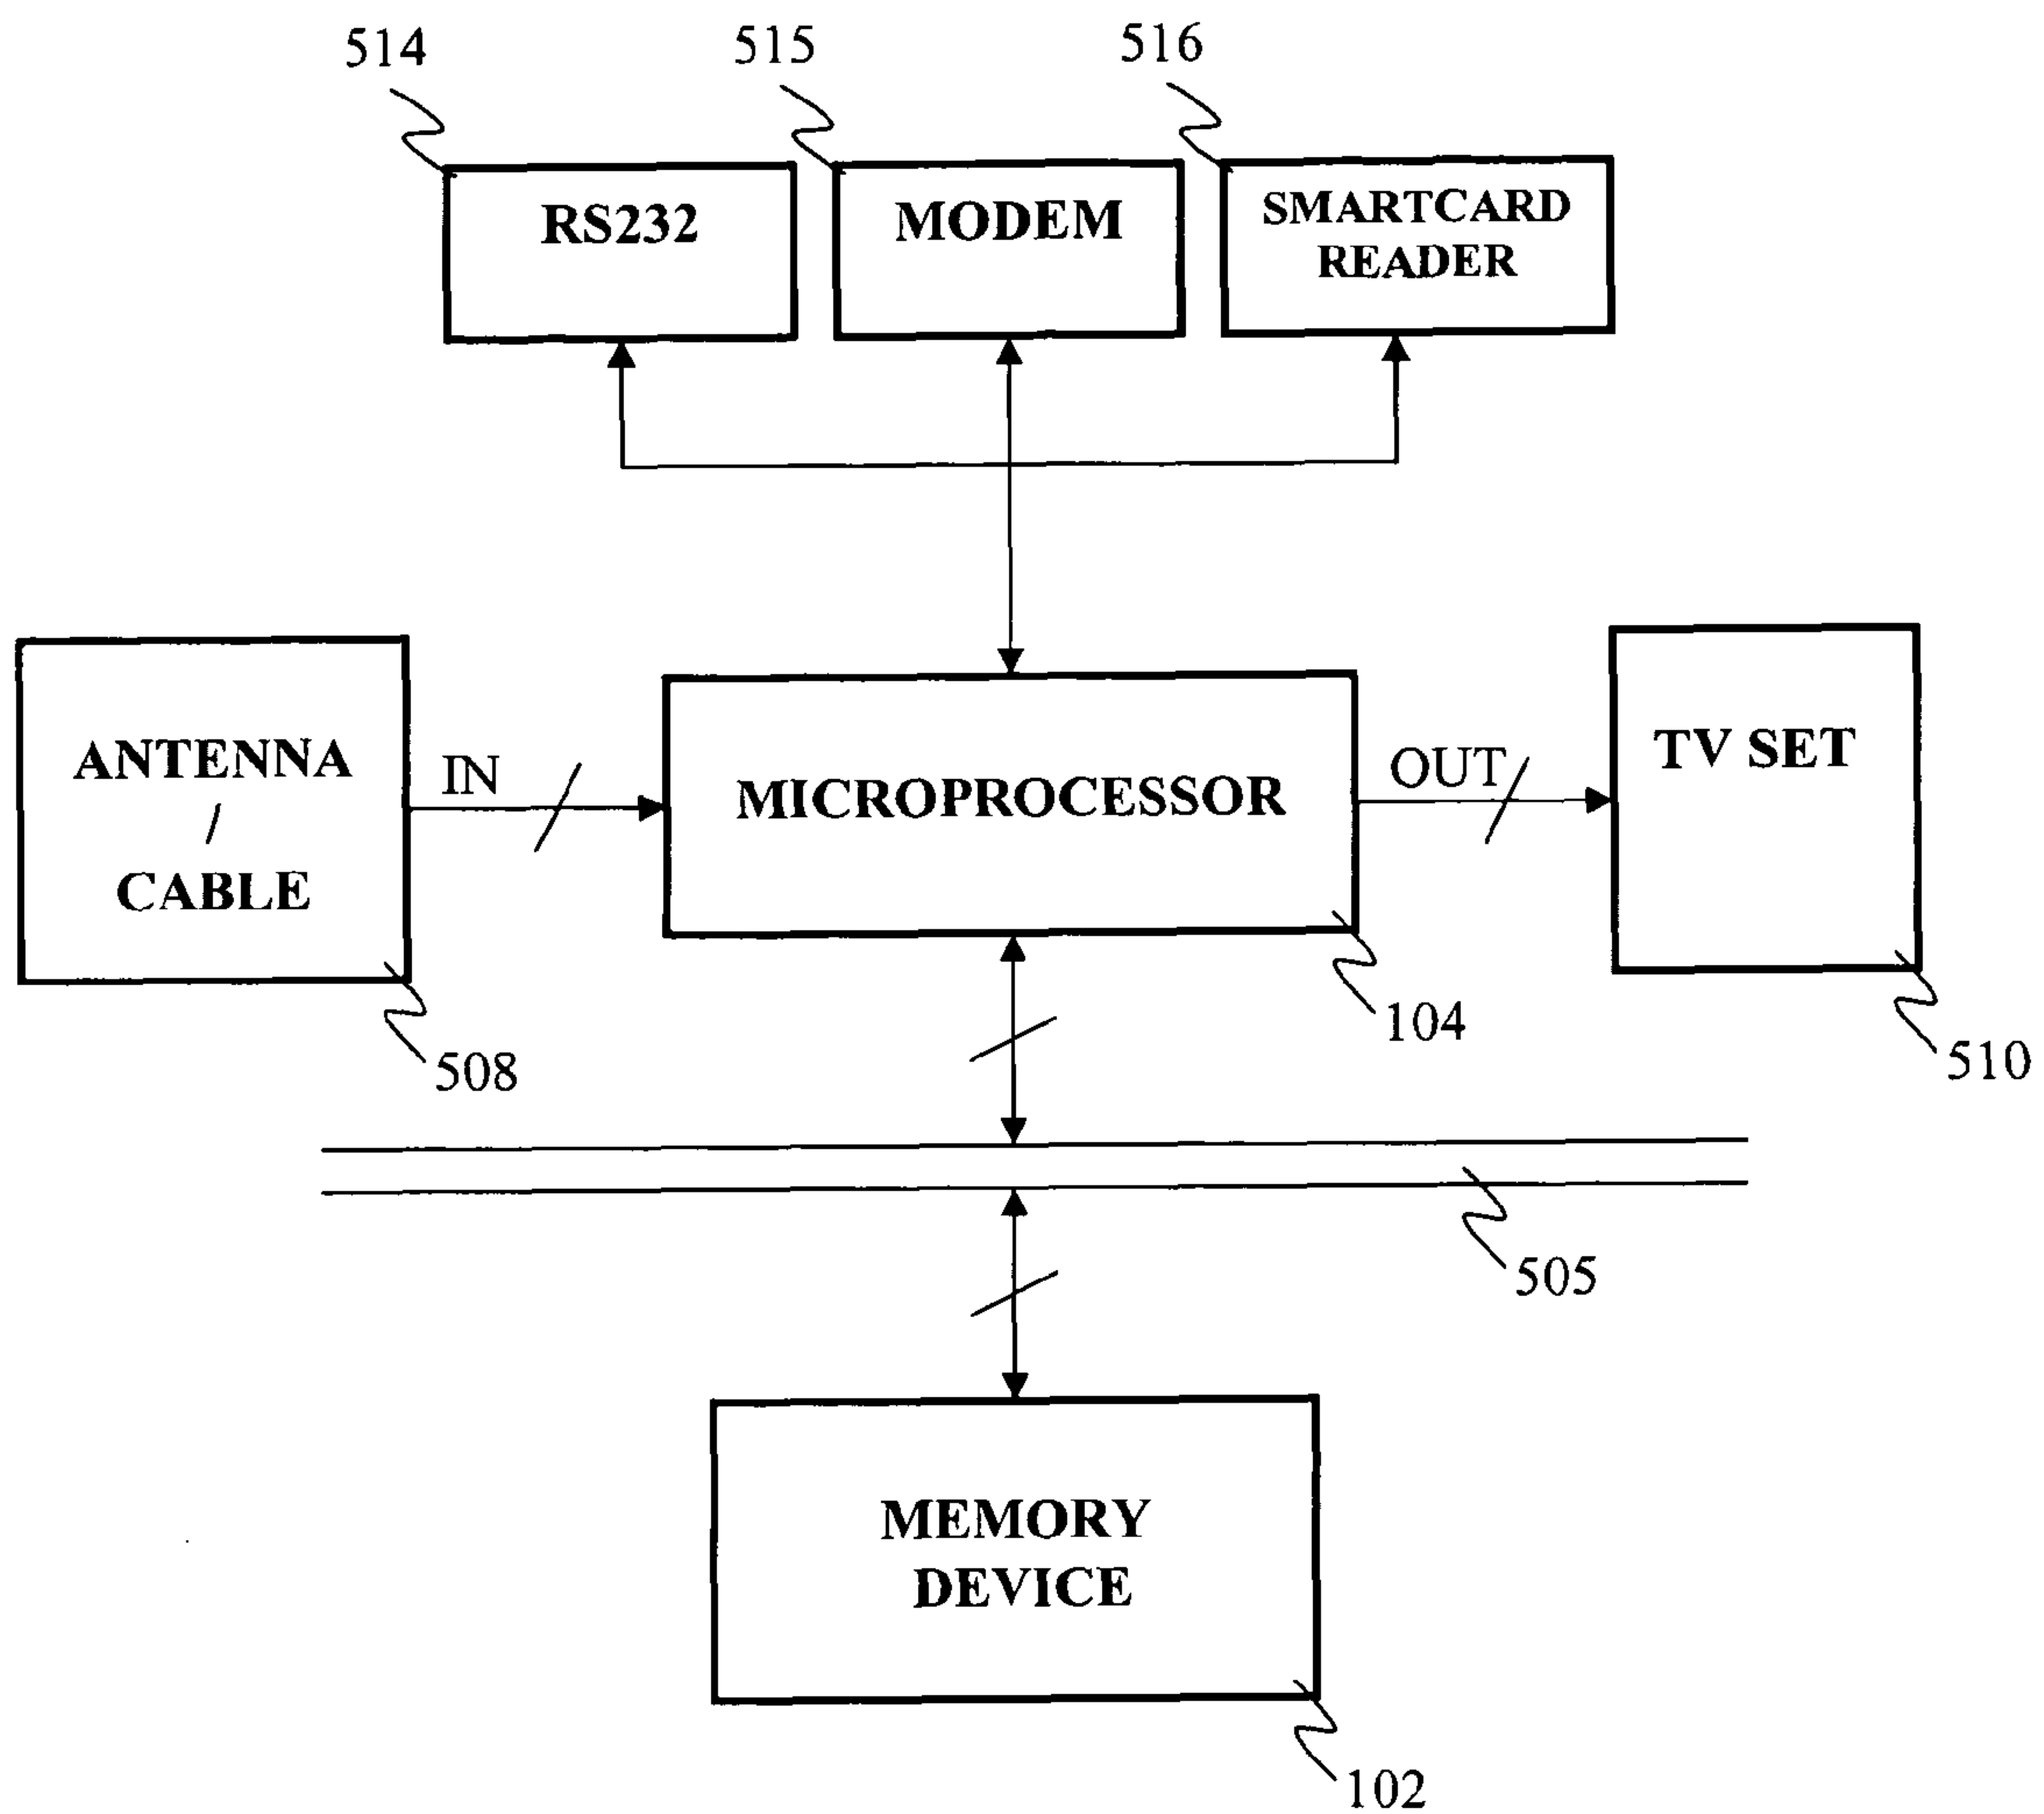 514
515
516
RS232
MODEM
SMARTCARD
READER
ANTENNA
/
CABLE
IN
MICROPROCESSOR
OUT
TV SET
508
104
510
505
MEMORY
DEVICE
102